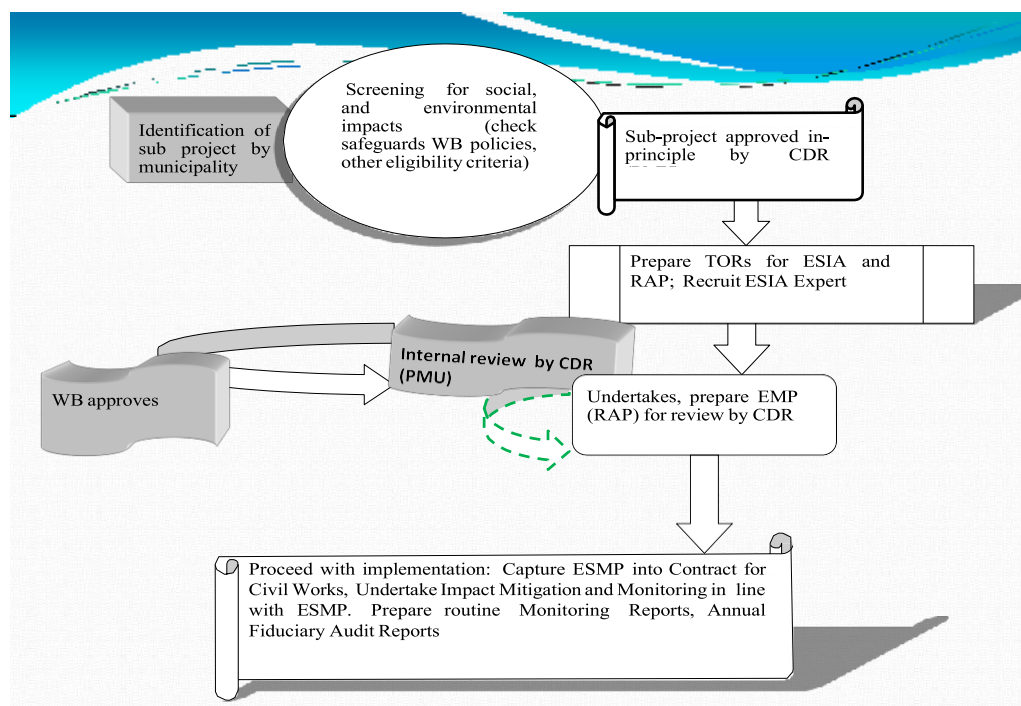 Identification of
sub project by
municipality
Screening for social,
and environmental
impacts (check
safeguards WB policies,
other eligibility criteria)
Sub-project approved in-
principle by CDR
Prepare TORs for ESIA and
RAP; Recruit ESIA Expert
Internal review by CDR
(PMU)
WB approves
Undertakes, prepare EMP
(RAP) for review by CDR
Proceed with implementation: Capture ESMP into Contract for
Civil Works, Undertake Impact Mitigation and Monitoring in line
with ESMP. Prepare routine Monitoring Reports, Annual
Fiduciary Audit Reports